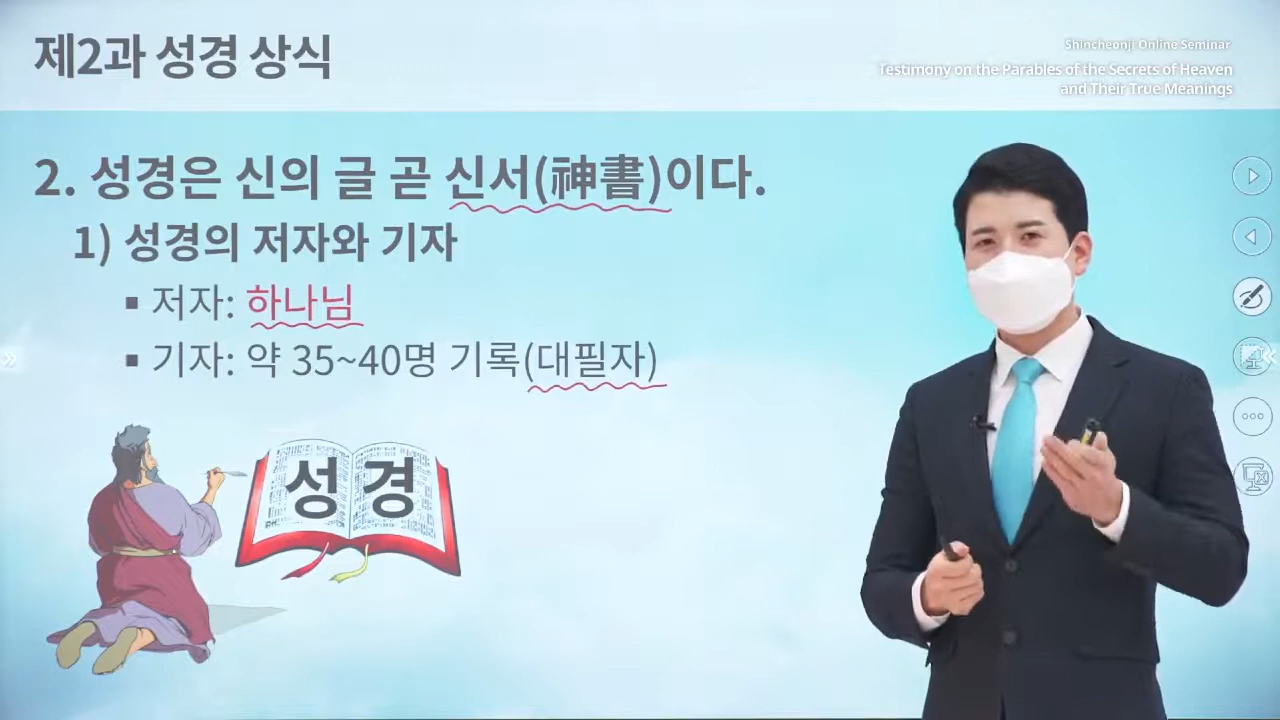 제2과 성경 상식
Shincheonji Online Seminar
Testimony on the Parables of the Secrets of Heaven
and Their True Meanings
2. 성경은 신의 글 곧 신서(神書)이다.
1) 성경의 저자와 기자
▪ 저자: 하나님
▪ 기자: 약 35~40명 기록(대필자)
성경